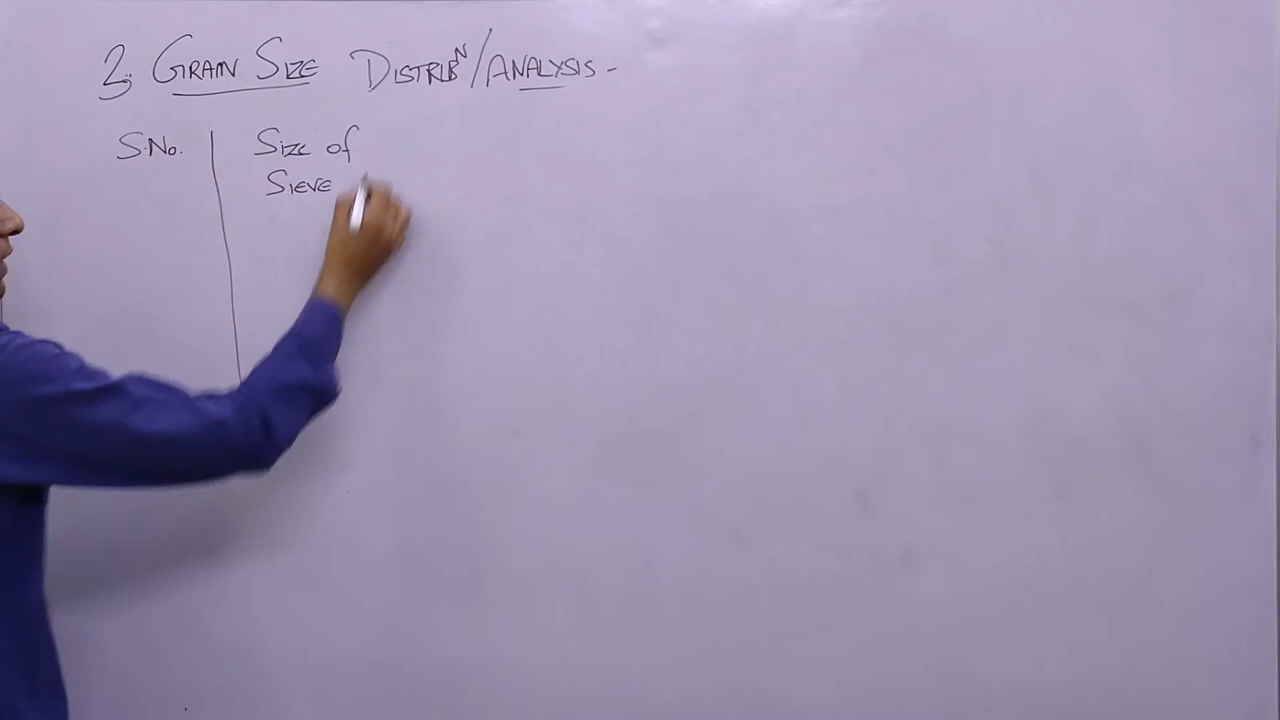 3. GRAIN SIZE DISTRIBᴺ/ANALYSIS -
S.No. Size of
SIEVE